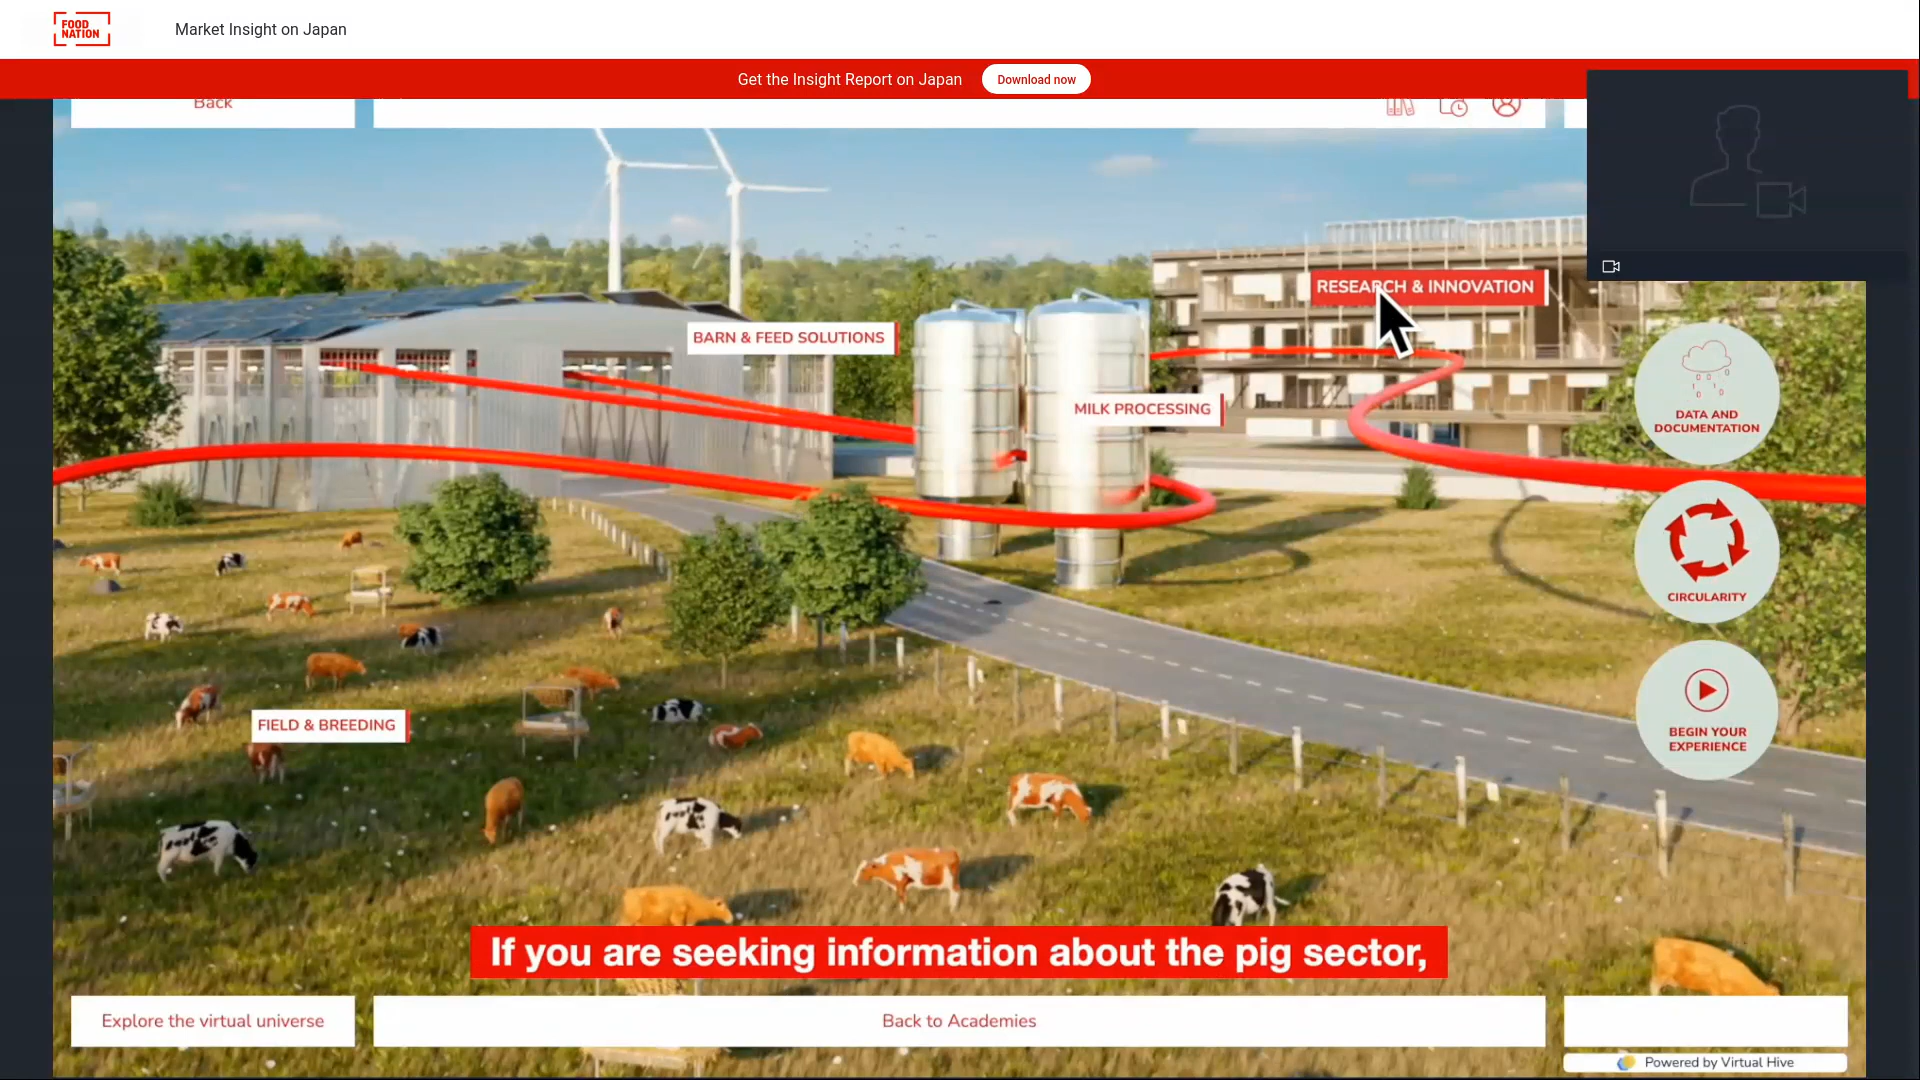 FOOD
NATION
Market Insight on Japan
Get the Insight Report on Japan
Download now
Back
RESEARCH & INNOVATION
BARN & FEED SOLUTIONS
MILK PROCESSING
DATA AND
DOCUMENTATION
CIRCULARITY
FIELD & BREEDING
BEGIN YOUR
EXPERIENCE
If you are seeking information about the pig sector,
Explore the virtual universe
Back to Academies
Powered by Virtual Hive